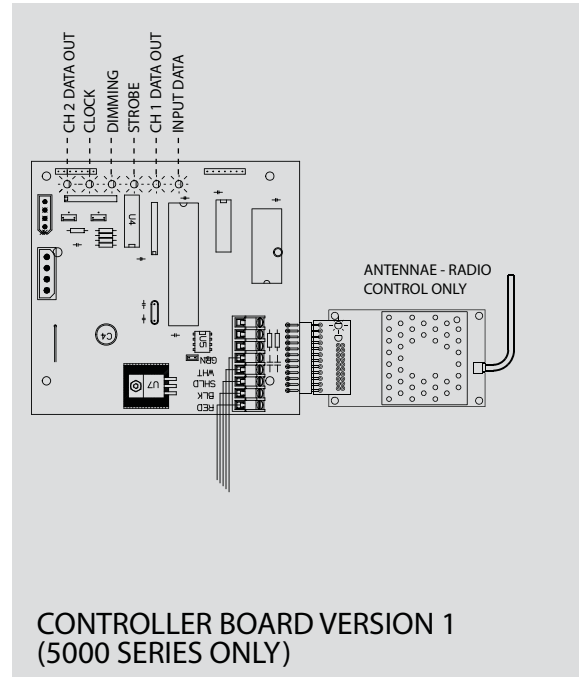 CH 2 DATA OUT
CLOCK
DIMMING
STROBE
CH 1 DATA OUT
INPUT DATA
U4
ANTENNAE - RADIO
CONTROL ONLY
C4
U5
U7
GRN
WHT
SHLD
BLK
RED
CONTROLLER BOARD VERSION 1
(5000 SERIES ONLY)